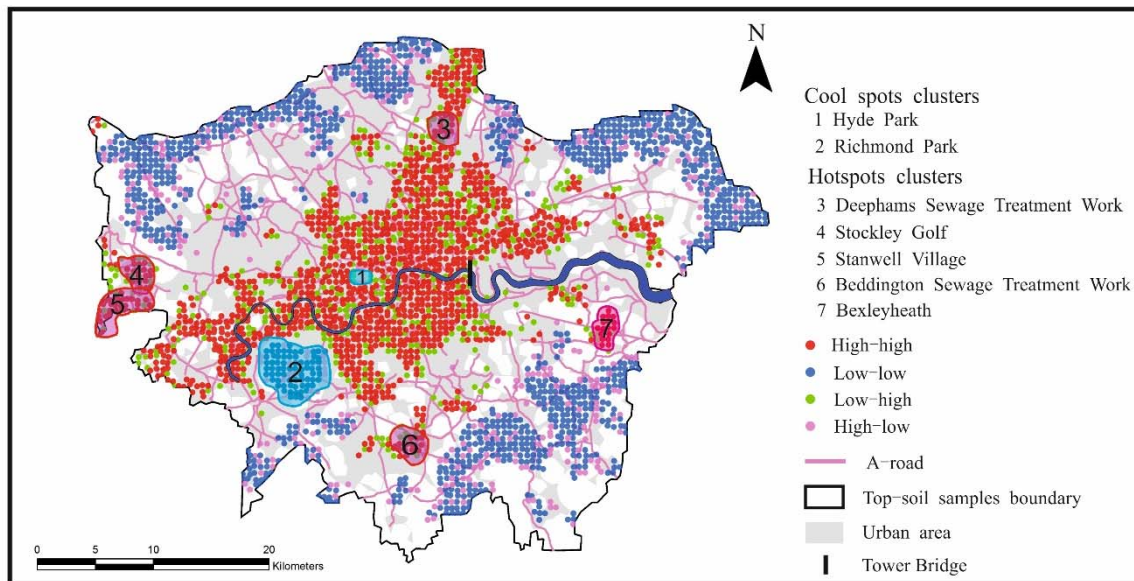 N
3
4
5
1
2
7
6
Cool spots clusters
1 Hyde Park
2 Richmond Park
Hotspots clusters
3 Deephams Sewage Treatment Work
4 Stockley Golf
5 Stanwell Village
6 Beddington Sewage Treatment Work
7 Bexleyheath
High-high
Low-low
Low-high
High-low
A-road
Top-soil samples boundary
Urban area
Tower Bridge
0 5 10 20
Kilometers